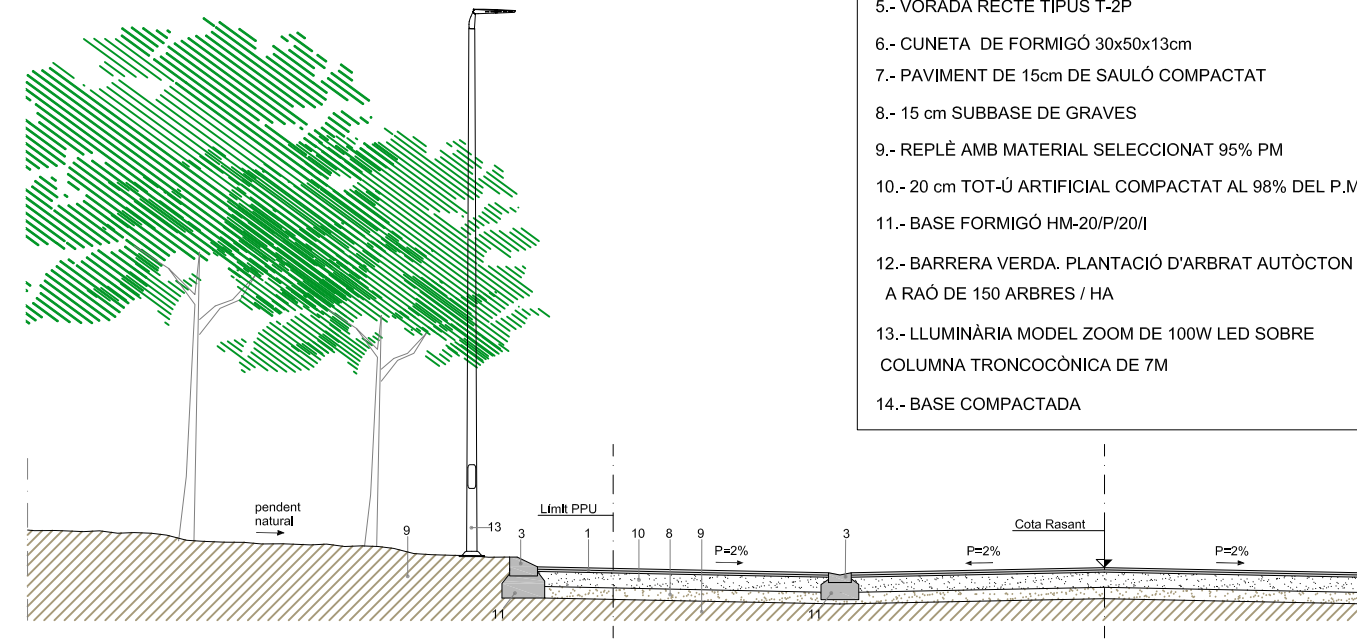 5.- VORADA RECTE TIPUS T-2P
6.- CUNETA DE FORMIGÓ 30x50x13cm
7.- PAVIMENT DE 15cm DE SAULÓ COMPACTAT
8.- 15 cm SUBBASE DE GRAVES
9.- REPLÈ AMB MATERIAL SELECCIONAT 95% PM
10.- 20 cm TOT-Ú ARTIFICIAL COMPACTAT AL 98% DEL P.M
11.- BASE FORMIGÓ HM-20/P/20/I
12.- BARRERA VERDA. PLANTACIÓ D'ARBRAT AUTÒCTON
A RAÓ DE 150 ARBRES / HA
13.- LLUMINÀRIA MODEL ZOOM DE 100W LED SOBRE
COLUMNA TRONCOCÒNICA DE 7M
14.- BASE COMPACTADA
pendent
natural
Límit PPU
Cota Rasant
9
13
3
1
10
8
9
3
P=2%
P=2%
P=2%
11
11